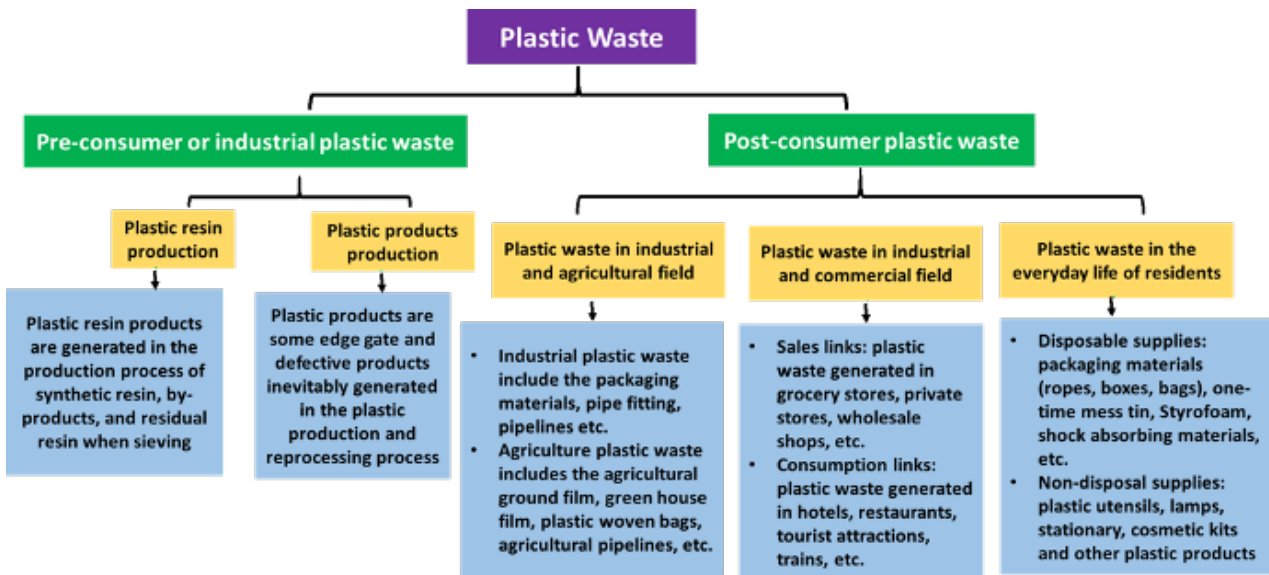 Plastic Waste
Pre-consumer or industrial plastic waste
Post-consumer plastic waste
Plastic resin
production
Plastic products
production
Plastic waste in industrial
and agricultural field
Plastic waste in industrial
and commercial field
Plastic waste in the
everyday life of residents
Plastic resin products
are generated in the
production process of
synthetic resin, by-
products, and residual
resin when sieving
Plastic products are
some edge gate and
defective products
inevitably generated
in the plastic
production and
reprocessing process
• Industrial plastic waste
include the packaging
materials, pipe fitting,
pipelines etc.
• Agriculture plastic waste
includes the agricultural
ground film, green house
film, plastic woven bags,
agricultural pipelines, etc.
• Sales links: plastic
waste generated in
grocery stores, private
stores, wholesale
shops, etc.
• Consumption links:
plastic waste generated
in hotels, restaurants,
tourist attractions,
trains, etc.
• Disposable supplies:
packaging materials
(ropes, boxes, bags), one-
time mess tin, Styrofoam,
shock absorbing materials,
etc.
• Non-disposal supplies:
plastic utensils, lamps,
stationary, cosmetic kits
and other plastic products